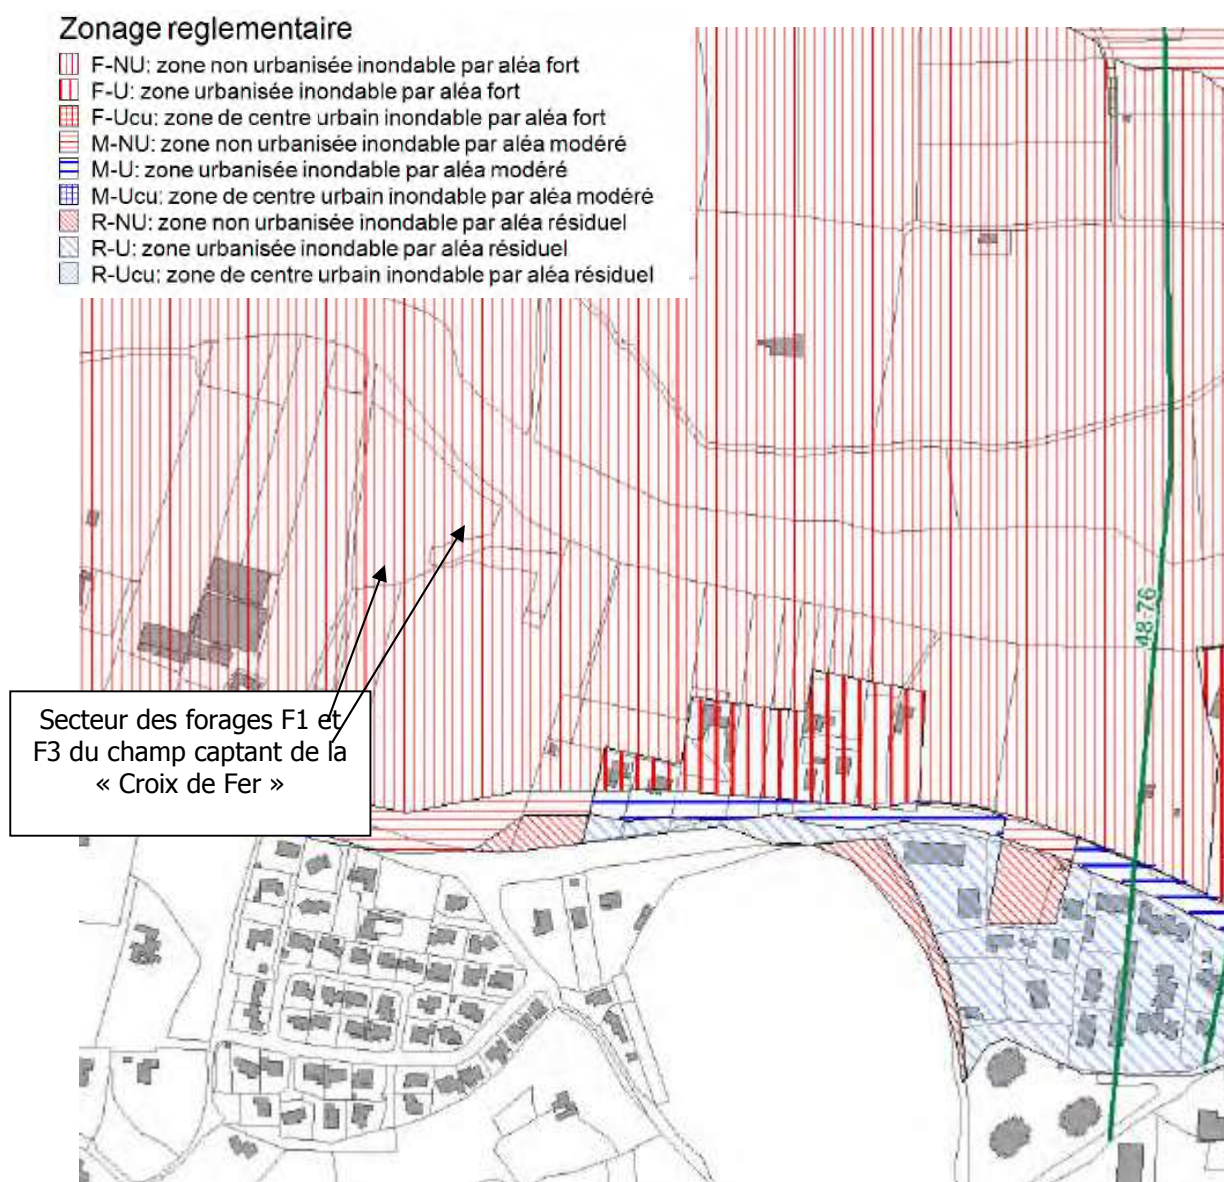 Zonage reglementaire
F-NU: zone non urbanisée inondable par aléa fort
F-U: zone urbanisée inondable par aléa fort
F-Ucu: zone de centre urbain inondable par aléa fort
M-NU: zone non urbanisée inondable par aléa modéré
M-U: zone urbanisée inondable par aléa modéré
M-Ucu: zone de centre urbain inondable par aléa modéré
R-NU: zone non urbanisée inondable par aléa résiduel
R-U: zone urbanisée inondable par aléa résiduel
R-Ucu: zone de centre urbain inondable par aléa résiduel
48.76
Secteur des forages F1 et
F3 du champ captant de la
« Croix de Fer »